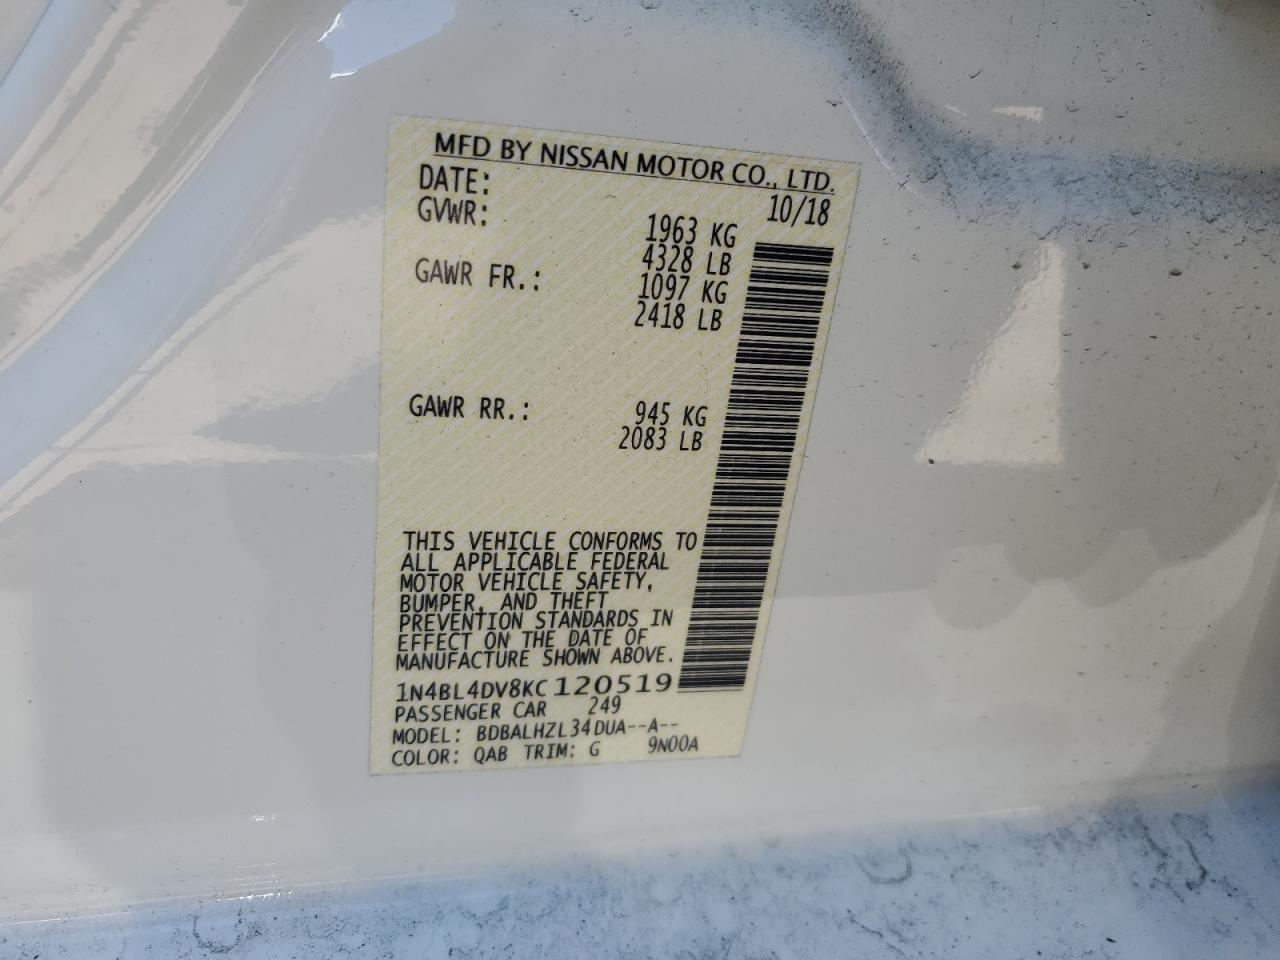 MFD BY NISSAN MOTOR CO., LTD.
DATE: 10/18
GVWR: 1963 KG
4328 LB
GAWR FR.: 1097 KG
2418 LB
GAWR RR.: 945 KG
2083 LB
THIS VEHICLE CONFORMS TO
ALL APPLICABLE FEDERAL
MOTOR VEHICLE SAFETY,
BUMPER, AND THEFT
PREVENTION STANDARDS IN
EFFECT ON THE DATE OF
MANUFACTURE SHOWN ABOVE.
1N4BL4DV8KC120519
PASSENGER CAR 249
MODEL: BDBALHZL34DUA--A--
COLOR: QAB TRIM: G 9N00A